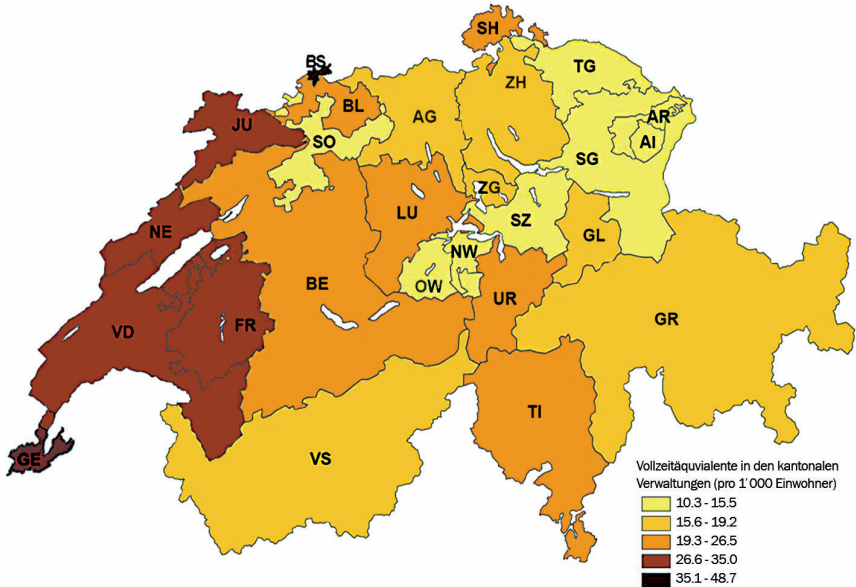 SH
BS
TG
ZH
BL
AG
JU
AR
SO
AI
SG
ZG
LU
SZ
NE
GL
NW
BE
OW
UR
VD
FR
GR
TI
GE
VS
Vollzeitäquvialente in den kantonalen
Verwaltungen (pro 1´000 Einwohner)
10.3 - 15.5
15.6 - 19.2
19.3 - 26.5
26.6 - 35.0
35.1 - 48.7